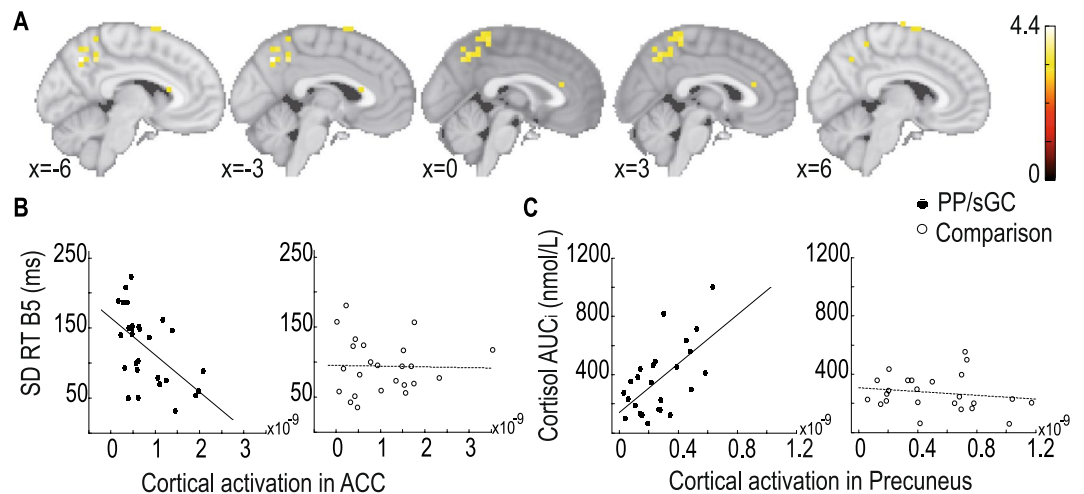 A
4.4
0
x=-6
x=-3
x=0
x=3
x=6
B
C
PP/sGC
Comparison
SD RT B5 (ms)
250
150
50
0
1
2
3
x10-9
250
150
50
0
1
2
3
x10-9
Cortical activation in ACC
Cortisol AUCi (nmol/L)
1200
800
400
0
0.4
0.8
1.2
x10-9
1200
800
400
0
0.4
0.8
1.2
x10-9
Cortical activation in Precuneus